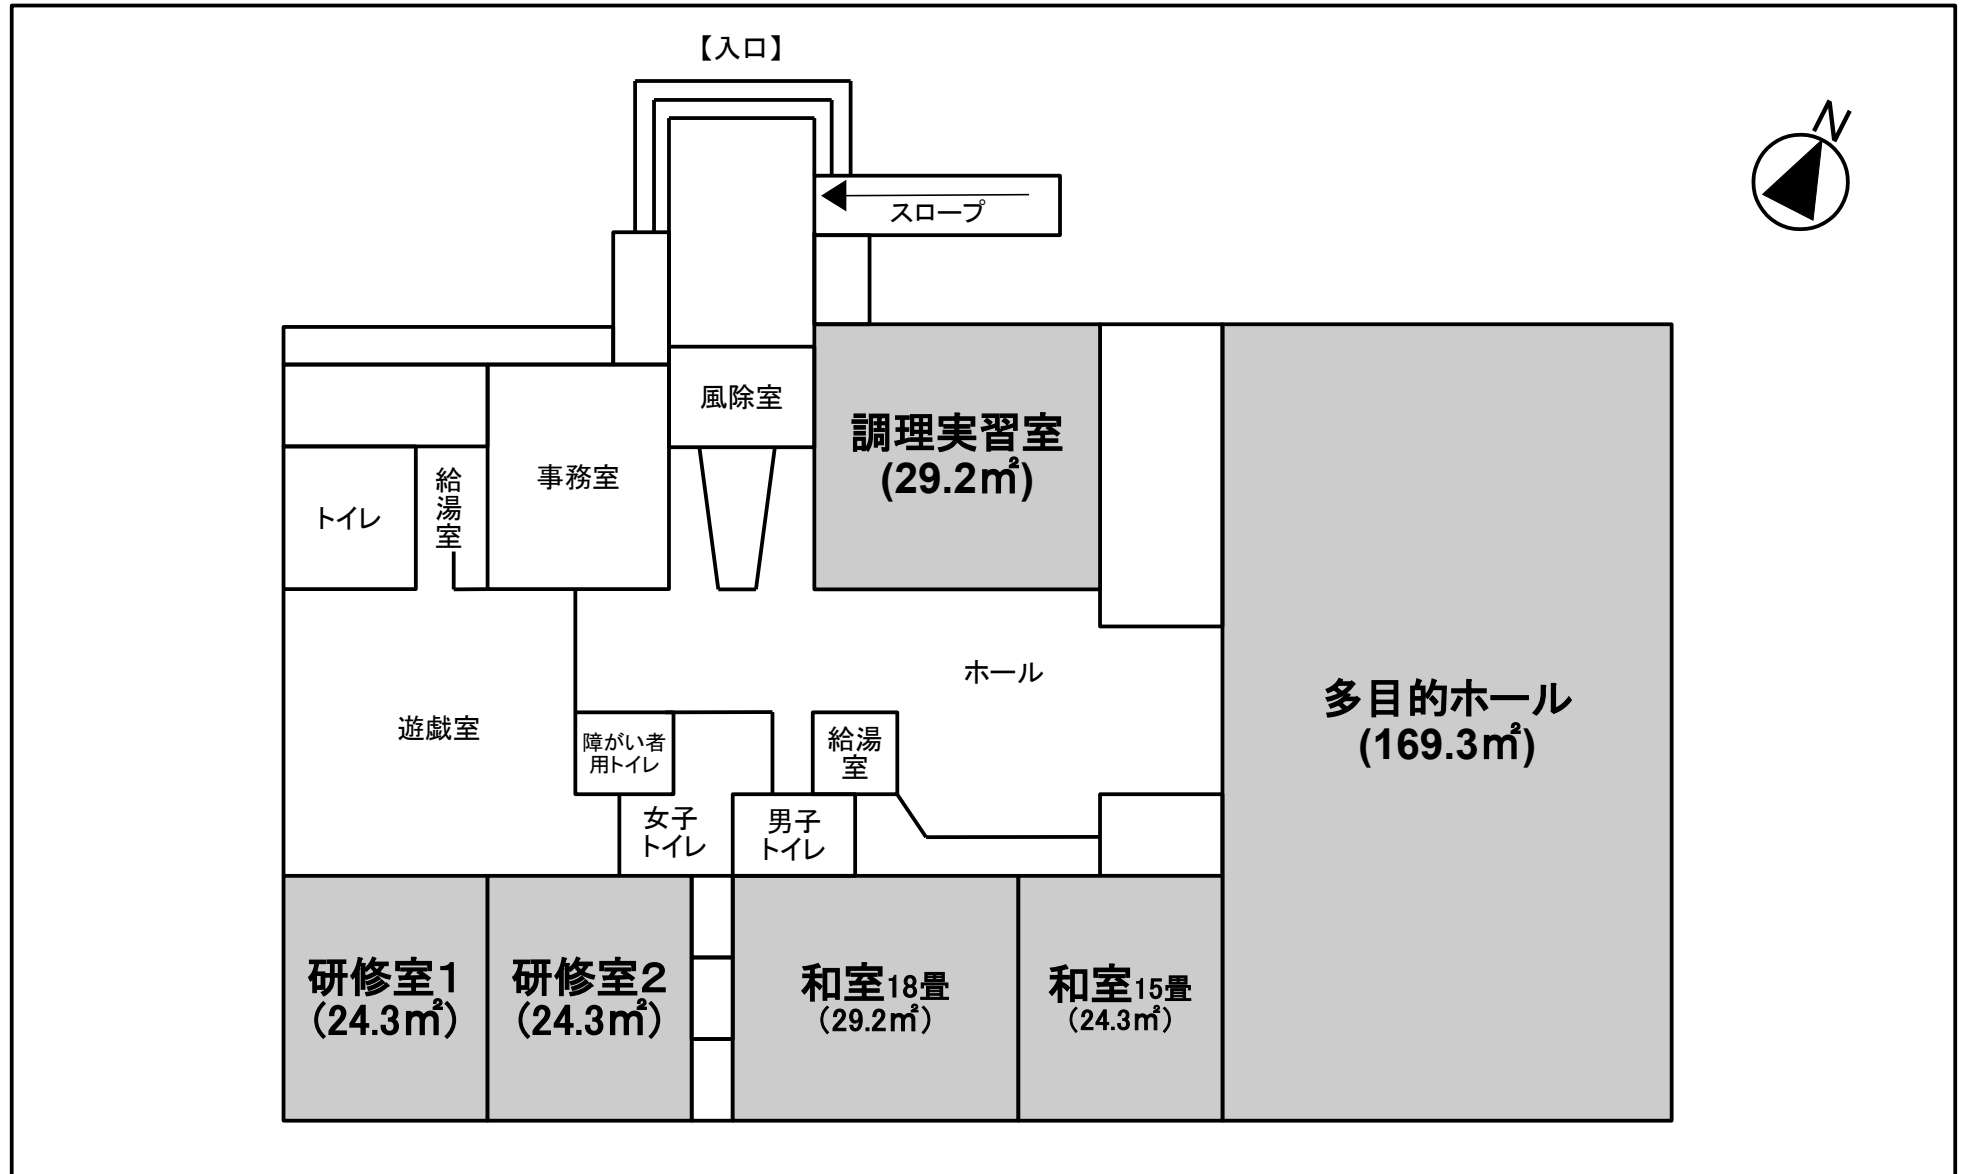 【入口】
N
スロープ
風除室
調理実習室
(29.2㎡)
事務室
給湯室
トイレ
ホール
多目的ホール
(169.3㎡)
遊戯室
障がい者
用トイレ
給湯
室
女子
トイレ
男子
トイレ
研修室1
(24.3㎡)
研修室2
(24.3㎡)
和室18畳
(29.2㎡)
和室15畳
(24.3㎡)